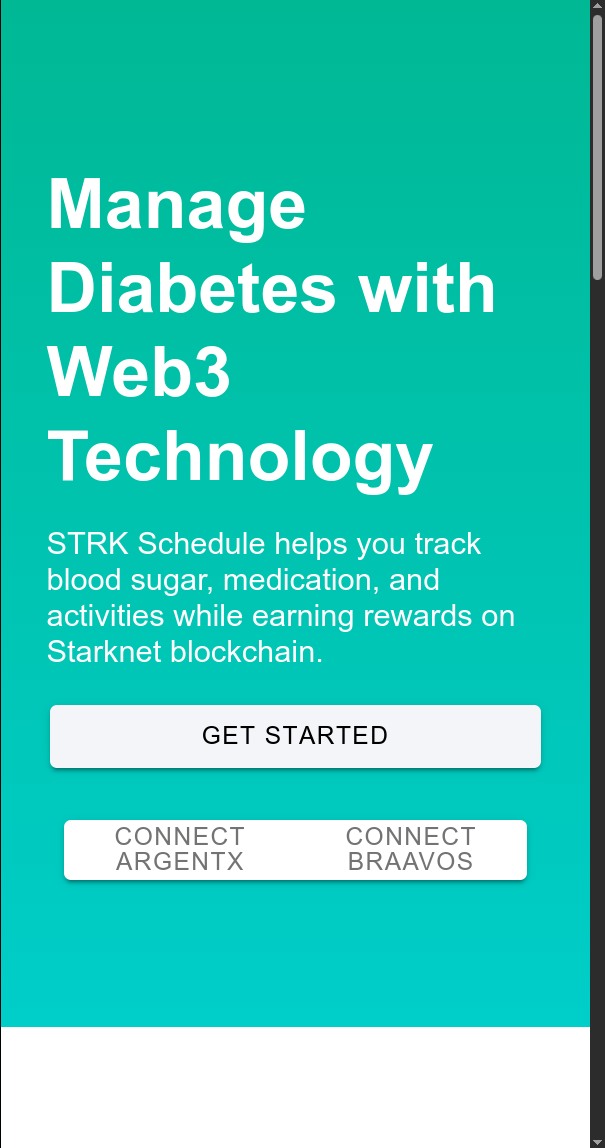 Manage
Diabetes with
Web3
Technology
STRK Schedule helps you track
blood sugar, medication, and
activities while earning rewards on
Starknet blockchain.
GET STARTED
CONNECT
ARGENTX
CONNECT
BRAAVOS